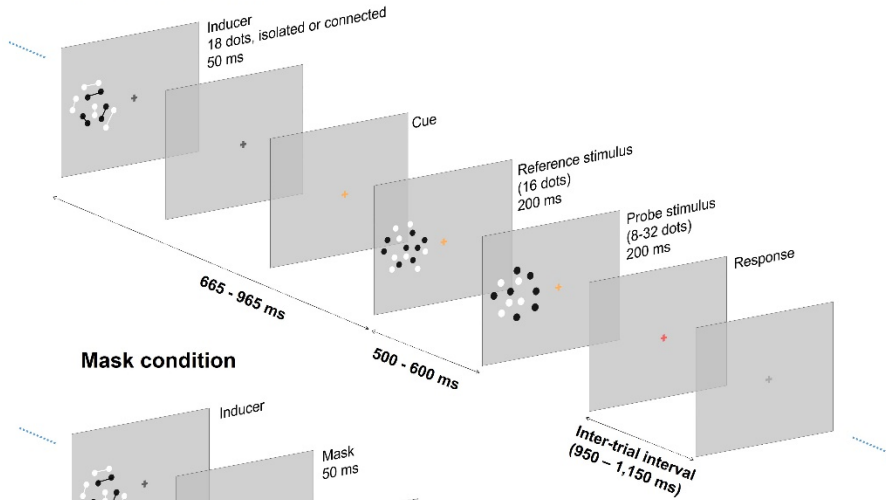 Inducer
18 dots, isolated or connected
50 ms
Cue
Reference stimulus
(16 dots)
200 ms
Probe stimulus
(8-32 dots)
200 ms
Response
665 - 965 ms
500 - 600 ms
Inter-trial interval
(950 – 1,150 ms)
Mask condition
Inducer
Mask
50 ms